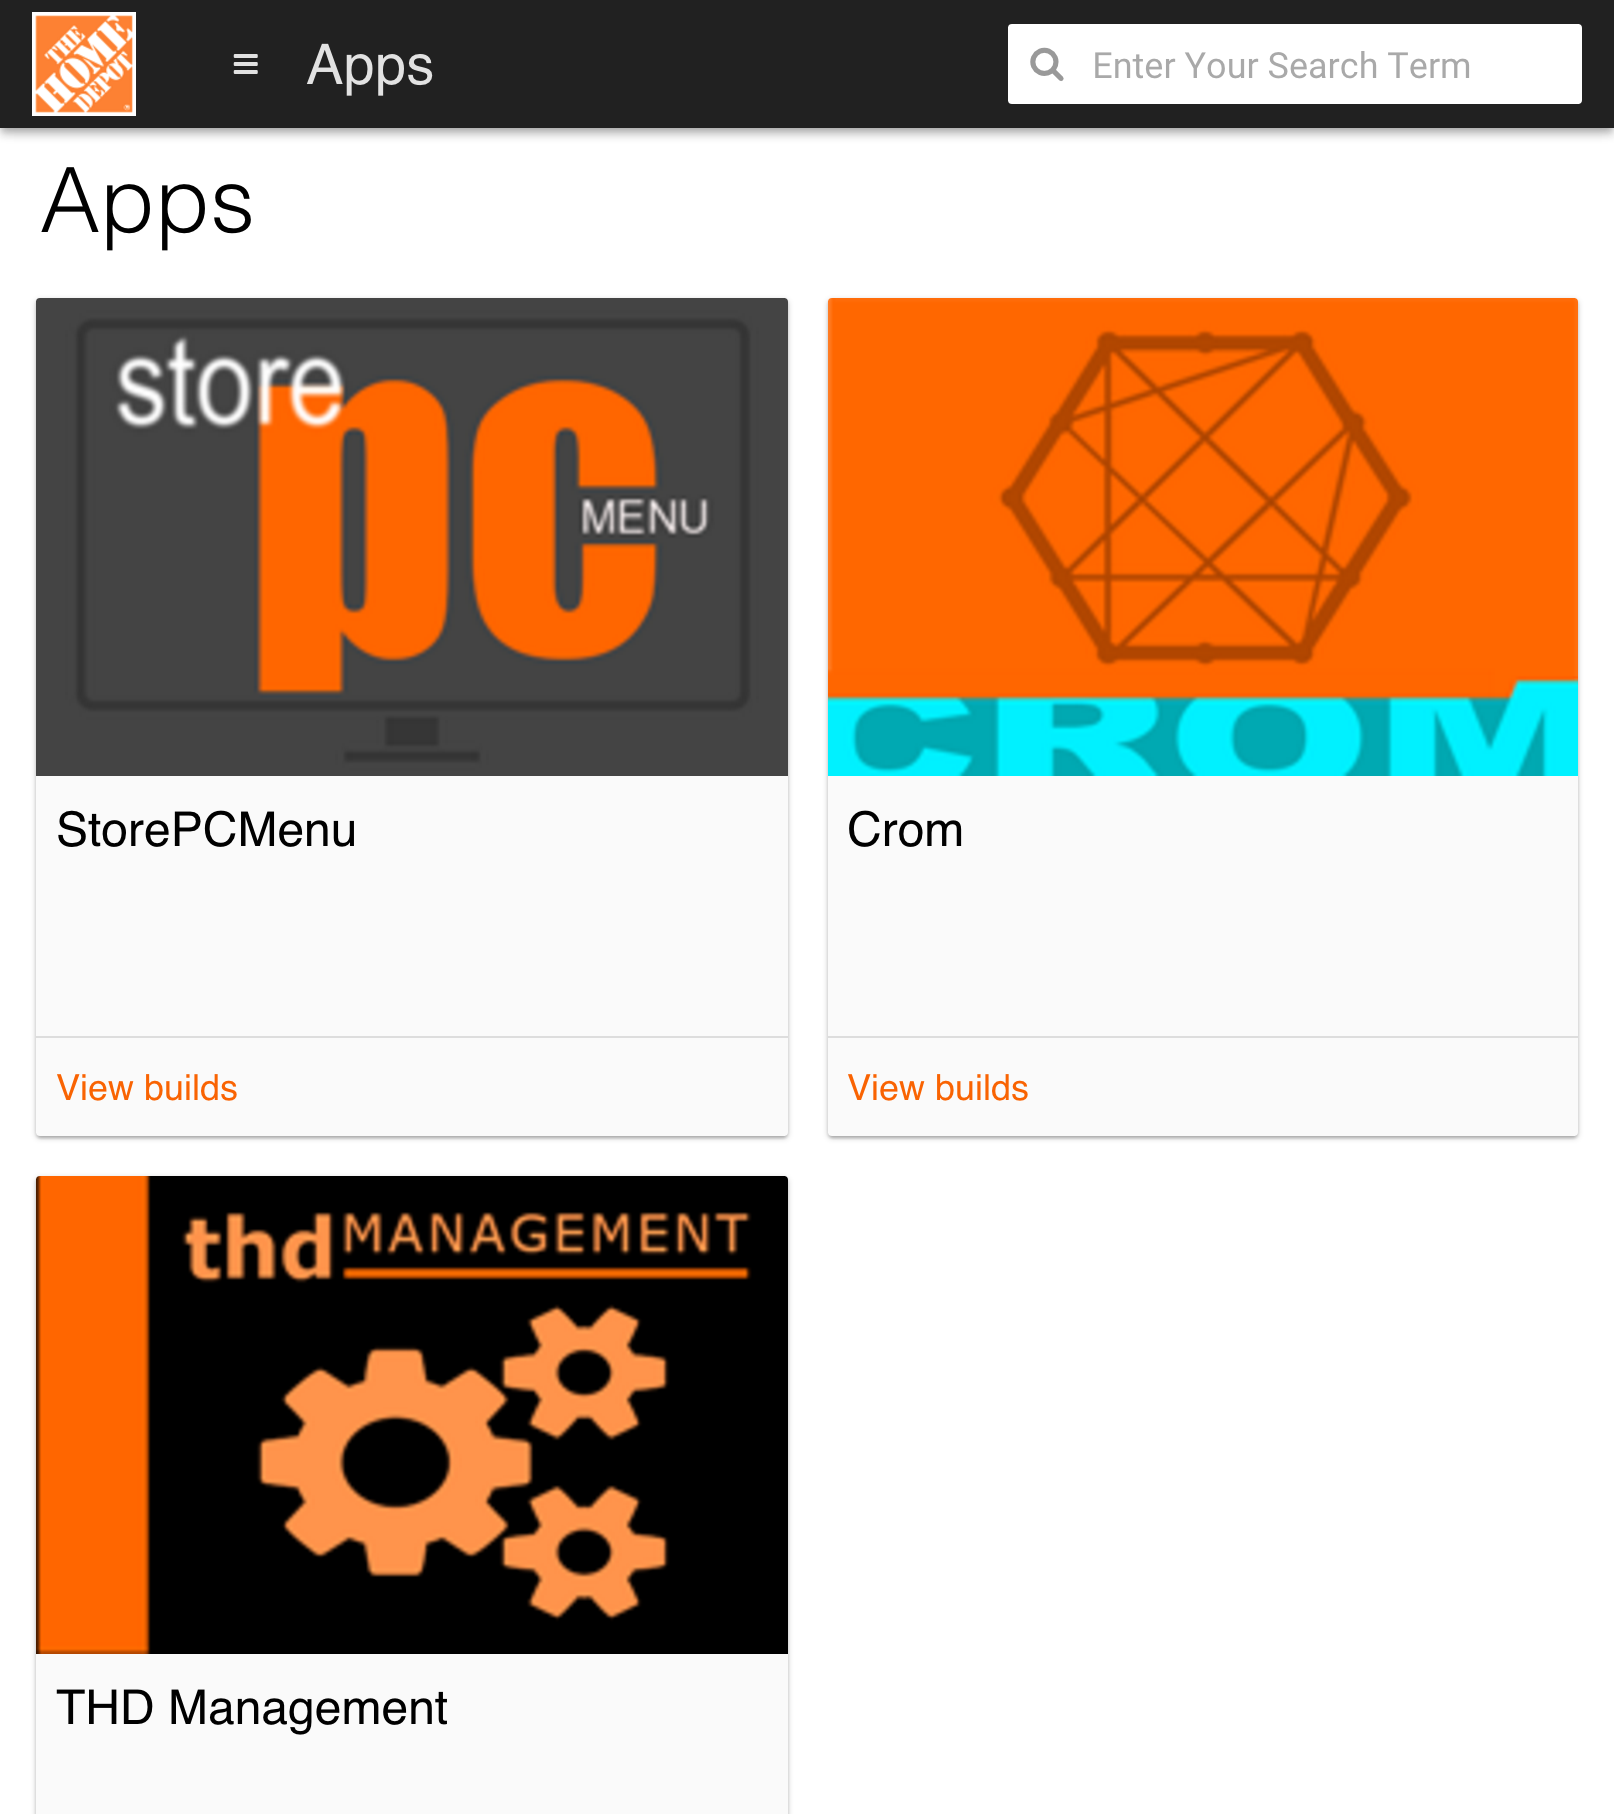 THE
HOME
DEPOT
Apps
Enter Your Search Term
Apps
store
pc
MENU
CROM
StorePCMenu
Crom
View builds
View builds
thd MANAGEMENT
THD Management